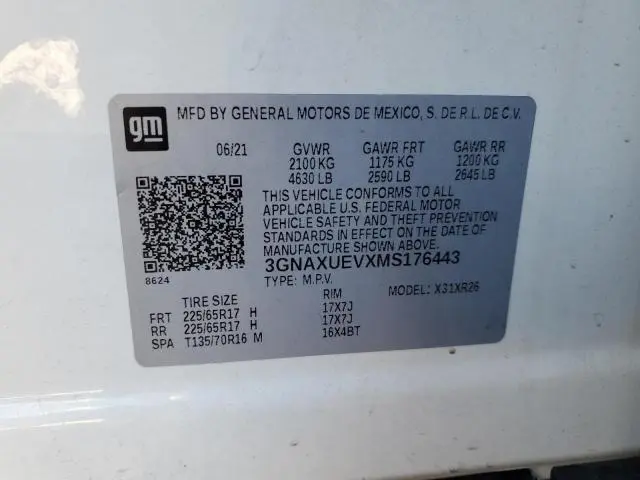 gm MFD BY GENERAL MOTORS DE MEXICO, S. DE R.L. DE C.V.
06/21 GVWR GAWR FRT GAWR RR
2100 KG 1175 KG 1200 KG
4630 LB 2590 LB 2645 LB
THIS VEHICLE CONFORMS TO ALL
APPLICABLE U.S. FEDERAL MOTOR
VEHICLE SAFETY AND THEFT PREVENTION
STANDARDS IN EFFECT ON THE DATE OF
MANUFACTURE SHOWN ABOVE.
8624 3GNAXUEVXMS176443
TYPE: M.P.V. MODEL: X31XR26
TIRE SIZE RIM
FRT 225/65R17 H 17X7J
RR 225/65R17 H 17X7J
SPA T135/70R16 M 16X4BT